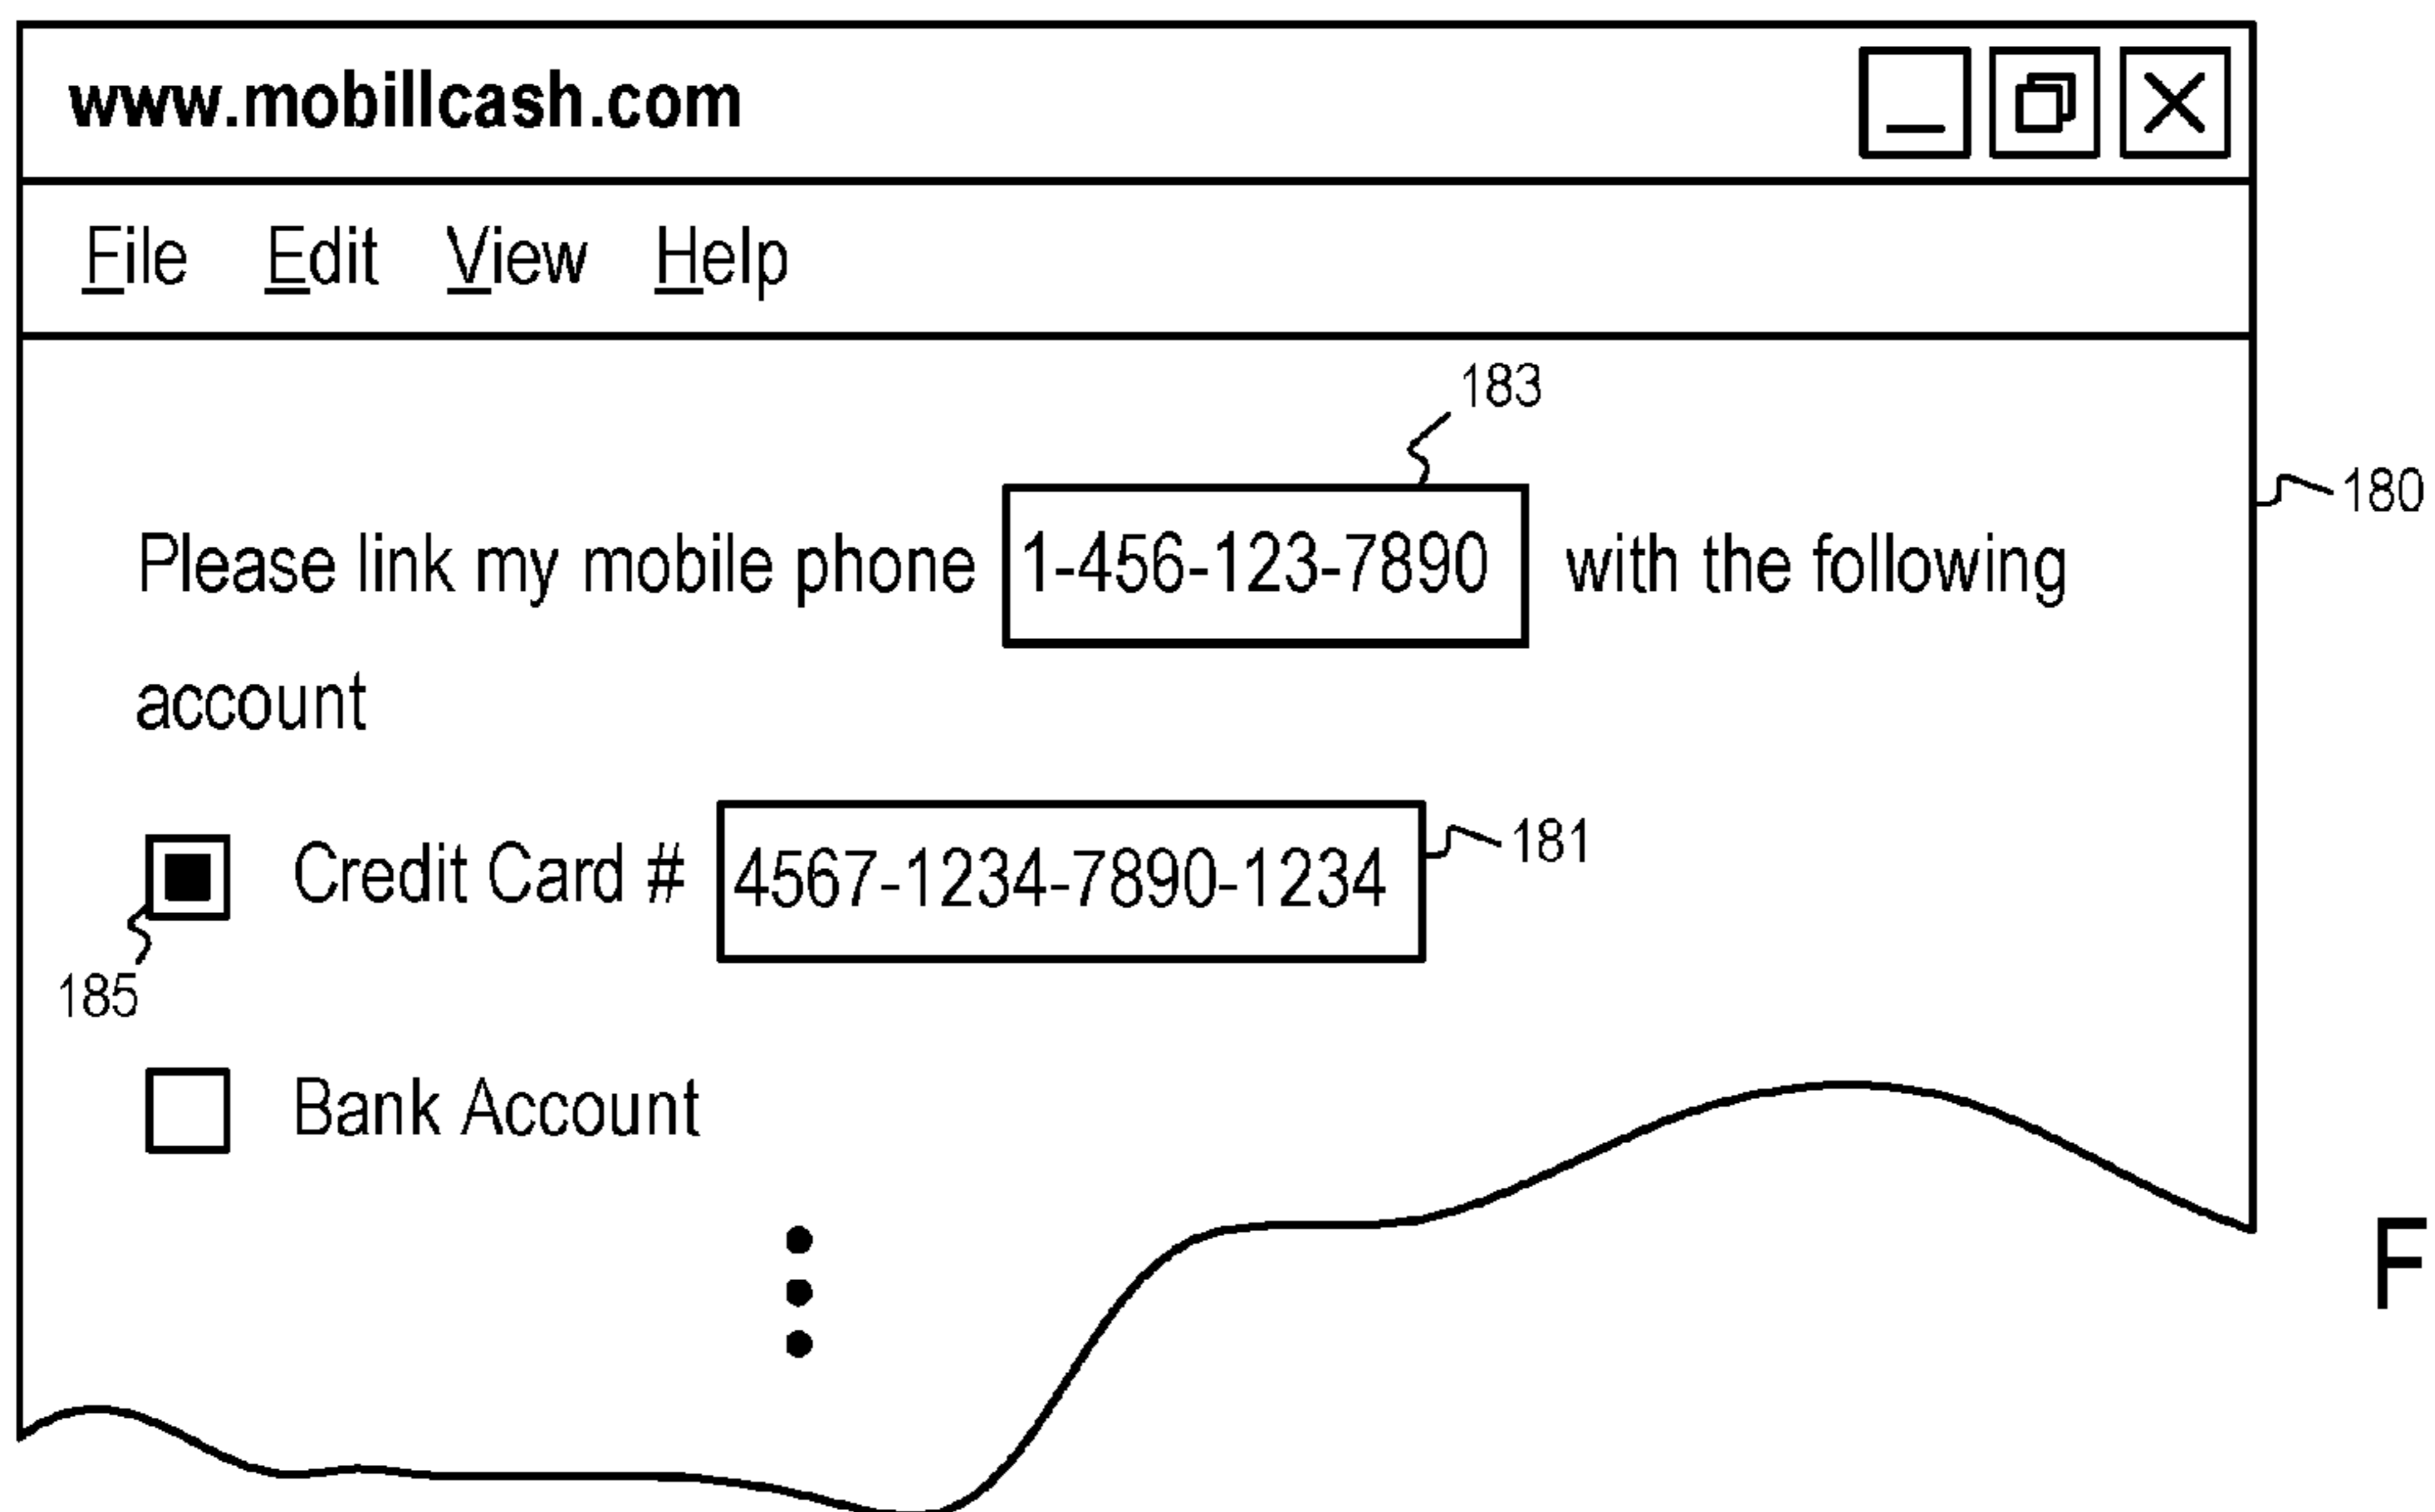 www.mobillcash.com
File Edit View Help
183
180
Please link my mobile phone 1-456-123-7890 with the following
account
Credit Card # 4567-1234-7890-1234
181
185
Bank Account
F